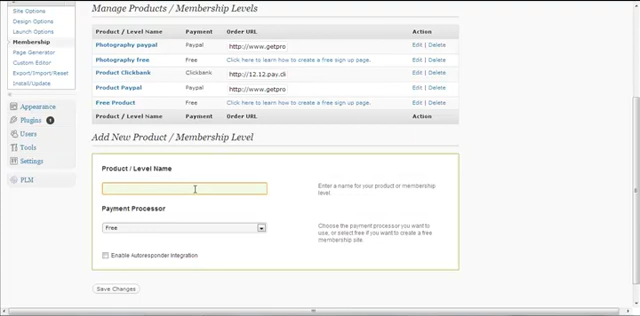 Site Options
Design Options
Launch Options
Membership
Page Generator
Custom Editor
Export/Import/Reset
Install/Update
Appearance
Plugins 1
Users
Tools
Settings
PLM
Manage Products / Membership Levels
Product / Level Name Payment Order URL Action
Photography paypal Paypal http://www.getpro Edit | Delete
Photography free Free Click here to learn how to create a free sign up page. Edit | Delete
Product Clickbank Clickbank http://12.12.pay.cli Edit | Delete
Product Paypal Paypal http://www.getpro Edit | Delete
Free Product Free Click here to learn how to create a free sign up page. Edit | Delete
Product / Level Name Payment Order URL Action
Add New Product / Membership Level
Product / Level Name
Enter a name for your product or membership
level.
Payment Processor
Free
Choose the payment processor you want to
use, or select free if you want to create a free
membership site.
Enable Autoresponder Integration
Save Changes